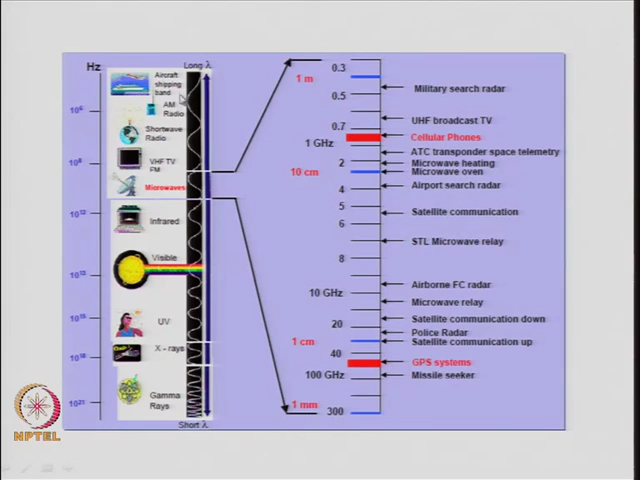 Hz
Long λ
Aircraft
shipping
band
10⁶
AM
Radio
Shortwave
Radio
10⁸
VHF TV
FM
Microwaves
10¹²
Infrared
Visible
UV
X - rays
Gamma
Rays
10²¹
Short λ
0.3
1 m
Military search radar
0.5
UHF broadcast TV
0.7
Cellular Phones
1 GHz
ATC transponder space telemetry
2
Microwave heating
10 cm
Microwave oven
4
Airport search radar
5
Satellite communication
6
STL Microwave relay
8
Airborne FC radar
10 GHz
Microwave relay
20
Satellite communication down
Police Radar
1 cm
Satellite communication up
40
GPS systems
100 GHz
Missile seeker
1 mm
300
NPTEL